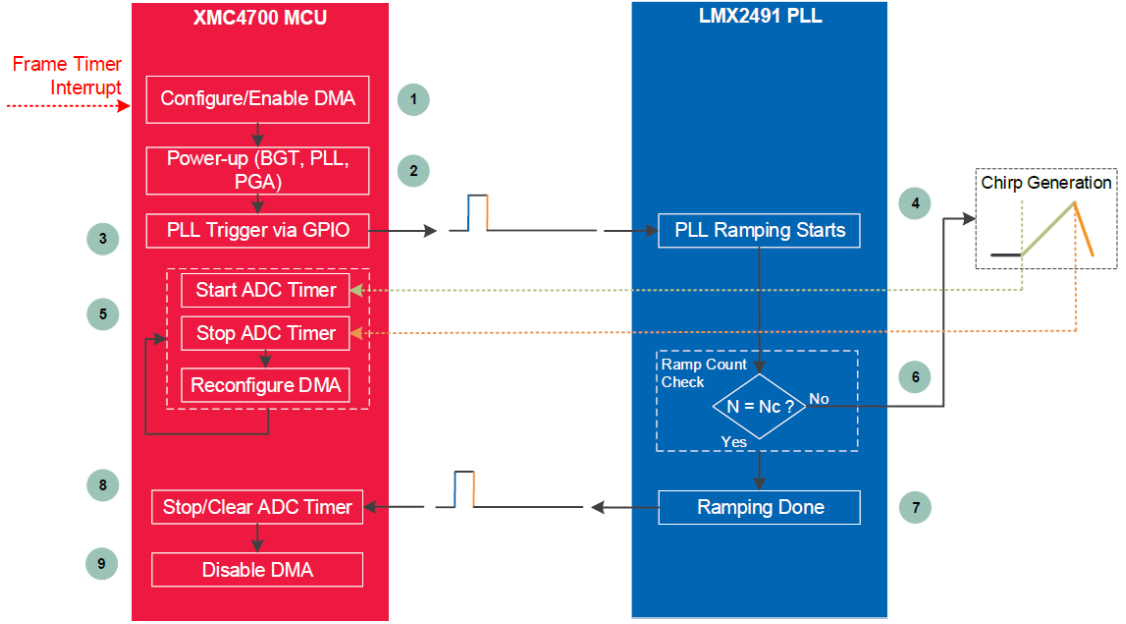 XMC4700 MCU
LMX2491 PLL
Frame Timer
Interrupt
Configure/Enable DMA
1
Power-up (BGT, PLL,
PGA)
2
3
PLL Trigger via GPIO
PLL Ramping Starts
4
Chirp Generation
5
Start ADC Timer
Stop ADC Timer
Reconfigure DMA
Ramp Count
Check
N = Nc ?
No
Yes
6
8
Stop/Clear ADC Timer
Ramping Done
7
9
Disable DMA